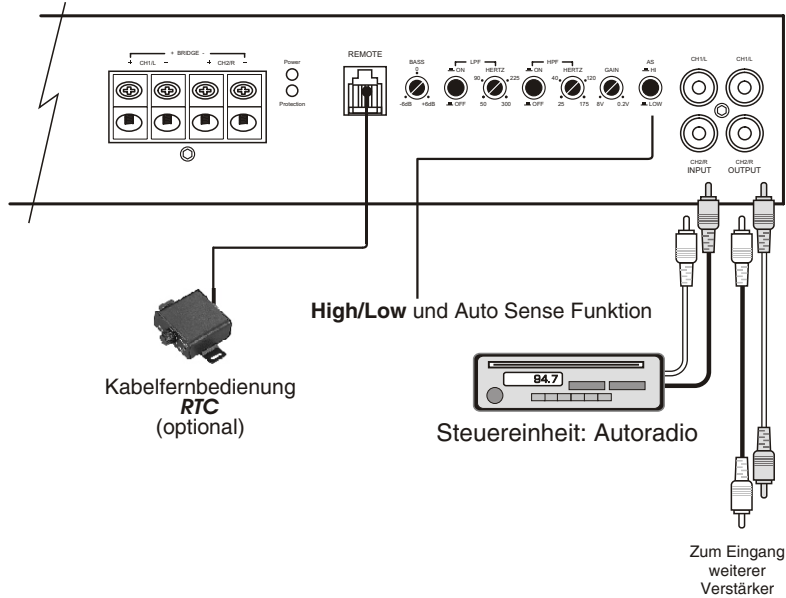 + BRIDGE -
+ CH1/L -
+ CH2/R -
Power
Protection
REMOTE
BASS
0
-6dB +6dB
LPF
ON HERTZ
90 225
OFF 50 300
HPF
ON HERTZ
40 120
OFF 25 175
GAIN
8V 0.2V
AS
HI
LOW
CH1/L CH1/L
CH2/R CH2/R
INPUT OUTPUT
High/Low und Auto Sense Funktion
94.7
Kabelfernbedienung
RTC
(optional)
Steuereinheit: Autoradio
Zum Eingang
weiterer
Verstärker